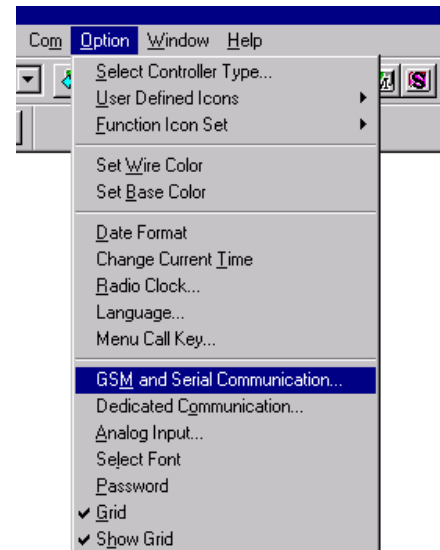 Com Option Window Help
Select Controller Type...
User Defined Icons
Function Icon Set
Set Wire Color
Set Base Color
Date Format
Change Current Time
Radio Clock...
Language...
Menu Call Key...
GSM and Serial Communication...
Dedicated Communication...
Analog Input...
Select Font
Password
Grid
Show Grid